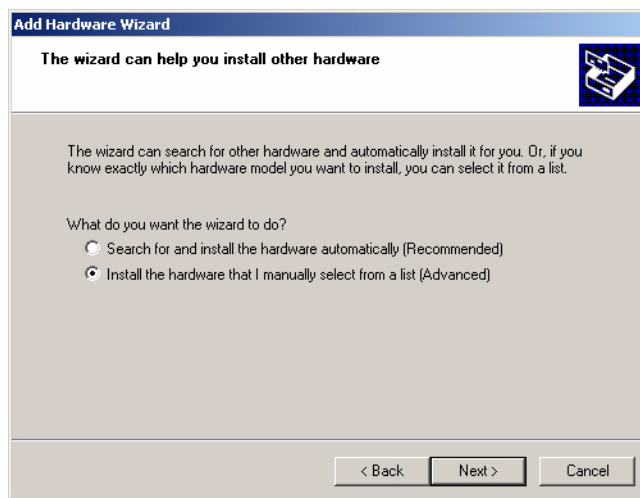 Add Hardware Wizard
The wizard can help you install other hardware
The wizard can search for other hardware and automatically install it for you. Or, if you
know exactly which hardware model you want to install, you can select it from a list.
What do you want the wizard to do?
Search for and install the hardware automatically (Recommended)
Install the hardware that I manually select from a list (Advanced)
< Back Next > Cancel